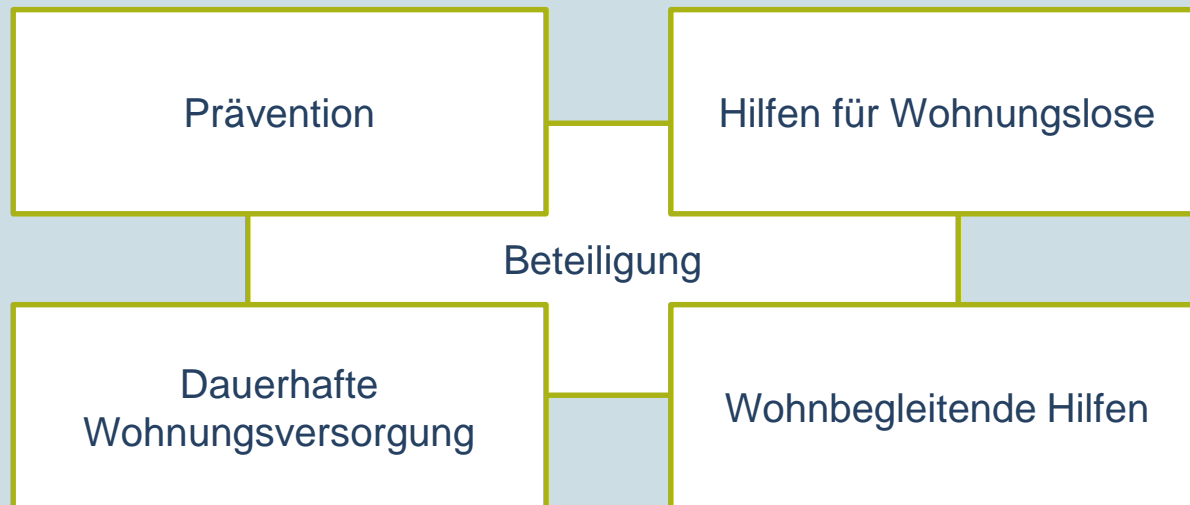 Prävention
Hilfen für Wohnungslose
Beteiligung
Dauerhafte
Wohnungsversorgung
Wohnbegleitende Hilfen